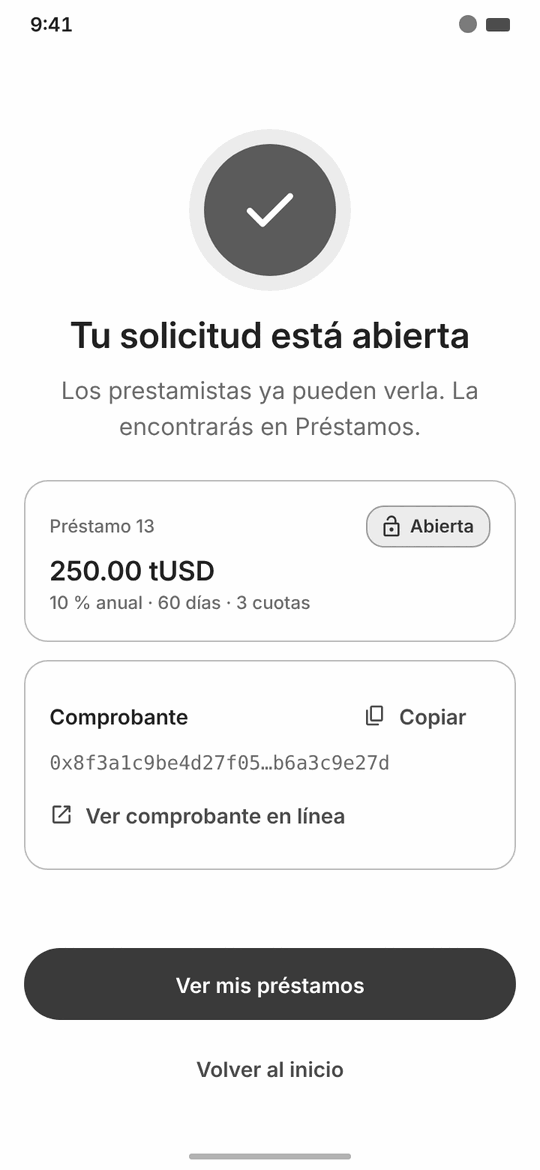 9:41
Tu solicitud está abierta
Los prestamistas ya pueden verla. La
encontrarás en Préstamos.
Préstamo 13
Abierta
250.00 tUSD
10 % anual · 60 días · 3 cuotas
Comprobante
Copiar
0x8f3a1c9be4d27f05…b6a3c9e27d
Ver comprobante en línea
Ver mis préstamos
Volver al inicio